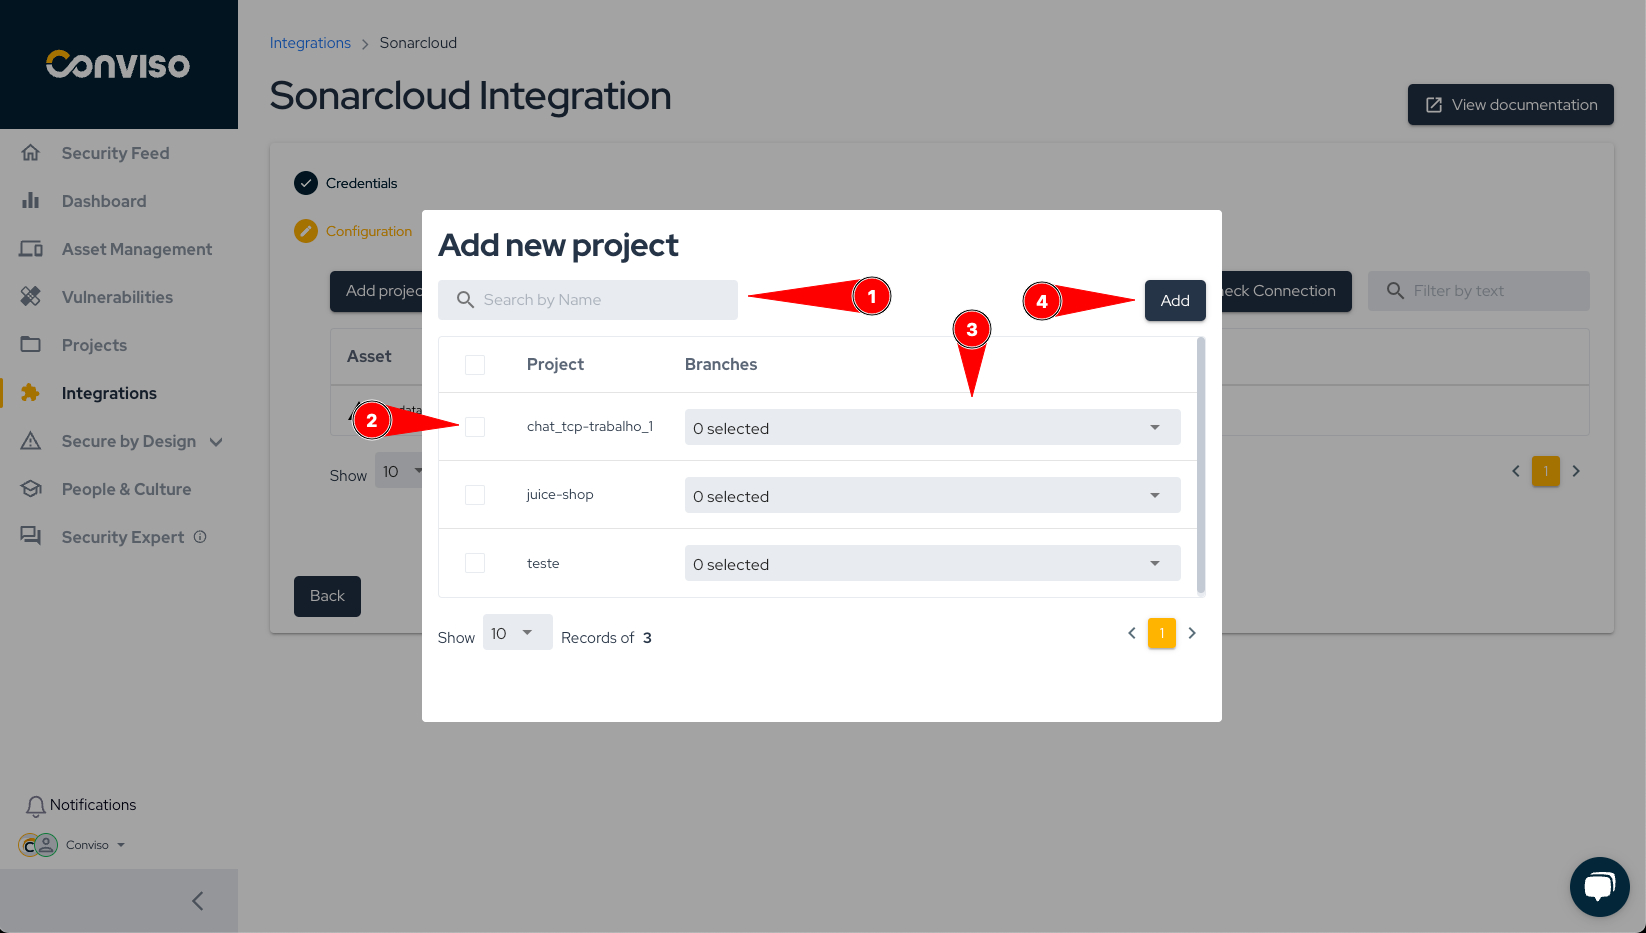 CONVISO
Security Feed
Dashboard
Asset Management
Vulnerabilities
Projects
Integrations
Secure by Design
People & Culture
Security Expert
Notifications
Conviso
Integrations > Sonarcloud
Sonarcloud Integration
View documentation
Credentials
Configuration
Add projec
eck Connection
Filter by text
Asset
data
Show 10
1
Back
Add new project
Search by Name
1
4
Add
3
Project Branches
2
chat_tcp-trabalho_1 0 selected
juice-shop 0 selected
teste 0 selected
Show 10 Records of 3
1